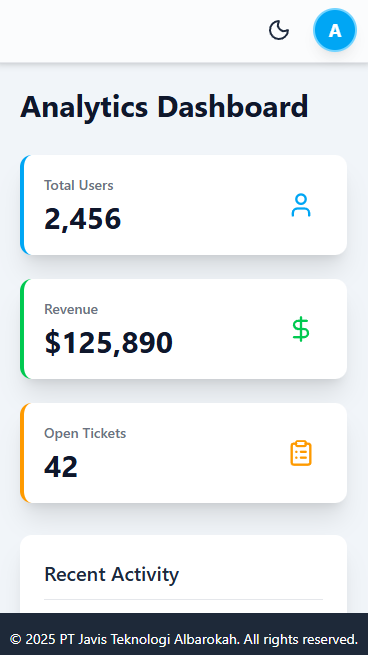 A
Analytics Dashboard
Total Users
2,456
Revenue
$125,890
Open Tickets
42
Recent Activity
© 2025 PT Javis Teknologi Albarokah. All rights reserved.